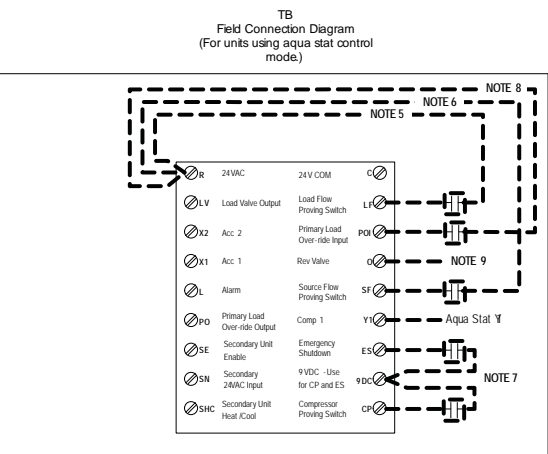 TB
Field Connection Diagram
(For units using aqua stat control
mode.)
NOTE 8
NOTE 6
NOTE 5
R 24VAC 24V COM C
LV Load Valve Output Load Flow
Proving Switch LF
X2 Acc 2 Primary Load
Over-ride Input POI
X1 Acc 1 Rev Valve O NOTE 9
L Alarm Source Flow
Proving Switch SF
PO Primary Load
Over-ride Output Comp 1 Y1 Aqua Stat Y1
SE Secondary Unit
Enable Emergency
Shutdown ES
SN Secondary
24VAC Input 9 VDC - Use
for CP and ES 9DC NOTE 7
SHC Secondary Unit
Heat /Cool Compressor
Proving Switch CP